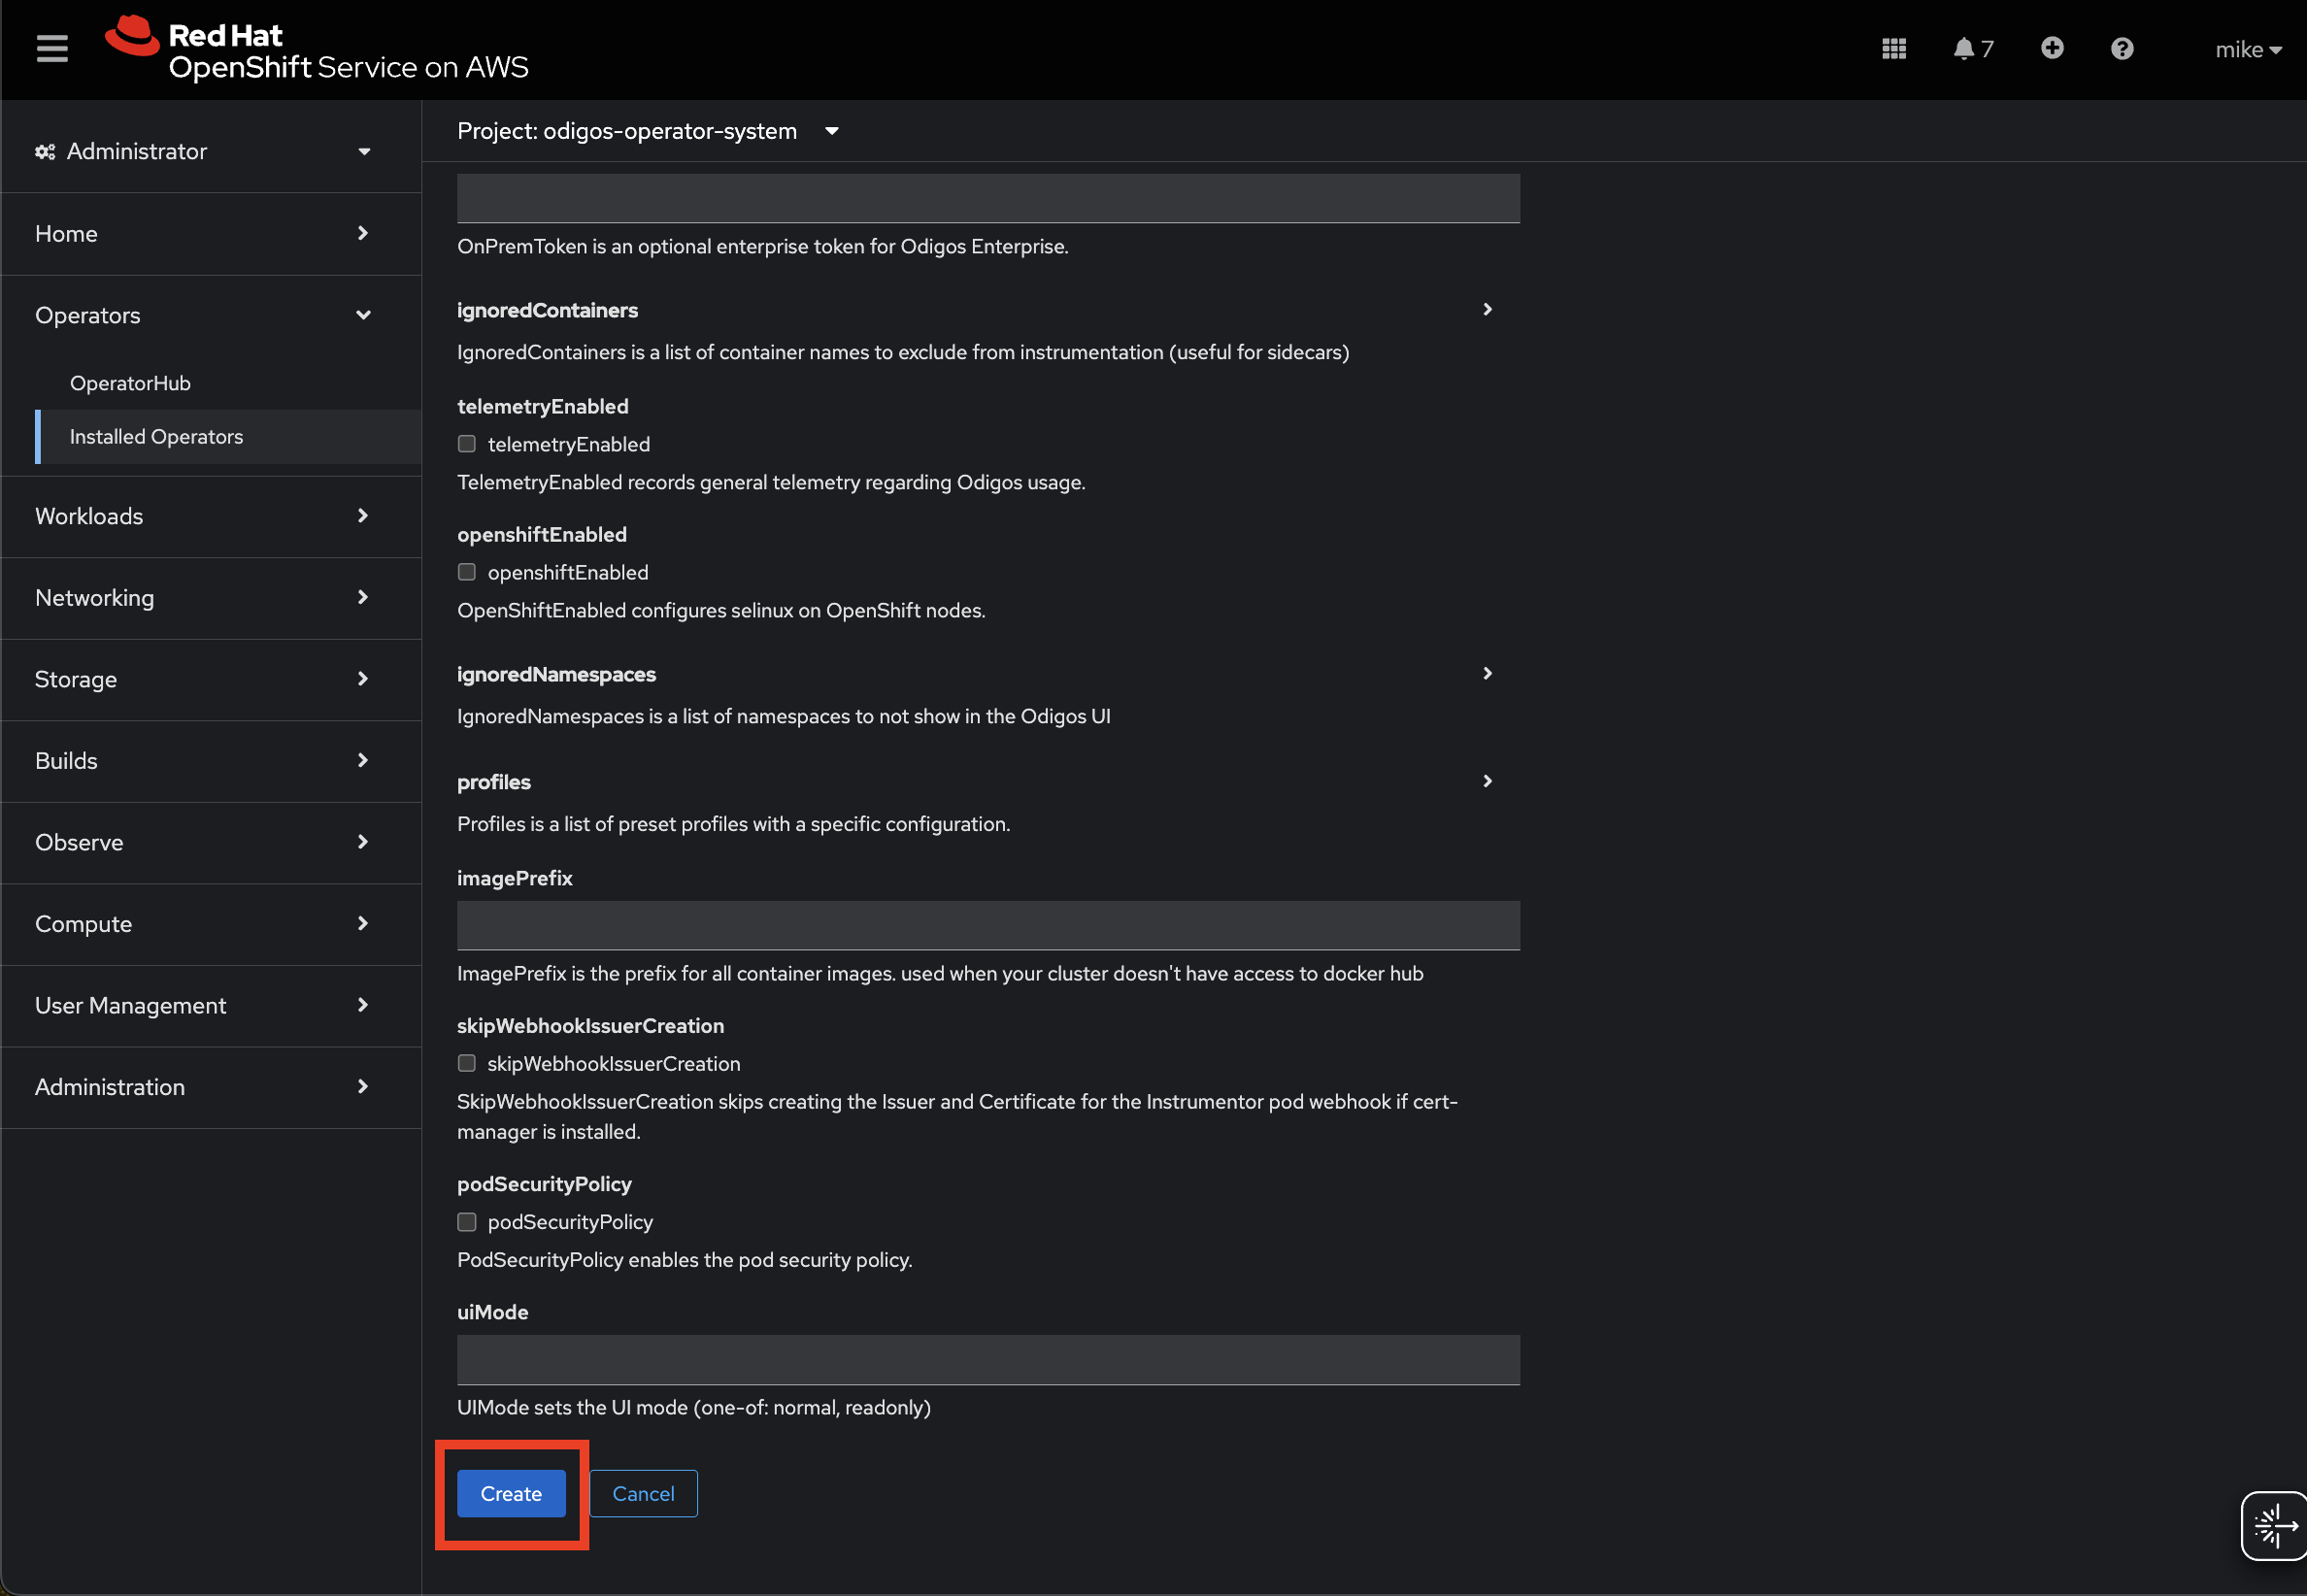 Red Hat
OpenShift Service on AWS
7
mike
Administrator
Home
Operators
OperatorHub
Installed Operators
Workloads
Networking
Storage
Builds
Observe
Compute
User Management
Administration
Project: odigos-operator-system
OnPremToken is an optional enterprise token for Odigos Enterprise.
ignoredContainers
IgnoredContainers is a list of container names to exclude from instrumentation (useful for sidecars)
telemetryEnabled
telemetryEnabled
TelemetryEnabled records general telemetry regarding Odigos usage.
openshiftEnabled
openshiftEnabled
OpenShiftEnabled configures selinux on OpenShift nodes.
ignoredNamespaces
IgnoredNamespaces is a list of namespaces to not show in the Odigos UI
profiles
Profiles is a list of preset profiles with a specific configuration.
imagePrefix
ImagePrefix is the prefix for all container images. used when your cluster doesn't have access to docker hub
skipWebhookIssuerCreation
skipWebhookIssuerCreation
SkipWebhookIssuerCreation skips creating the Issuer and Certificate for the Instrumentor pod webhook if cert-
manager is installed.
podSecurityPolicy
podSecurityPolicy
PodSecurityPolicy enables the pod security policy.
uiMode
UIMode sets the UI mode (one-of: normal, readonly)
Create
Cancel